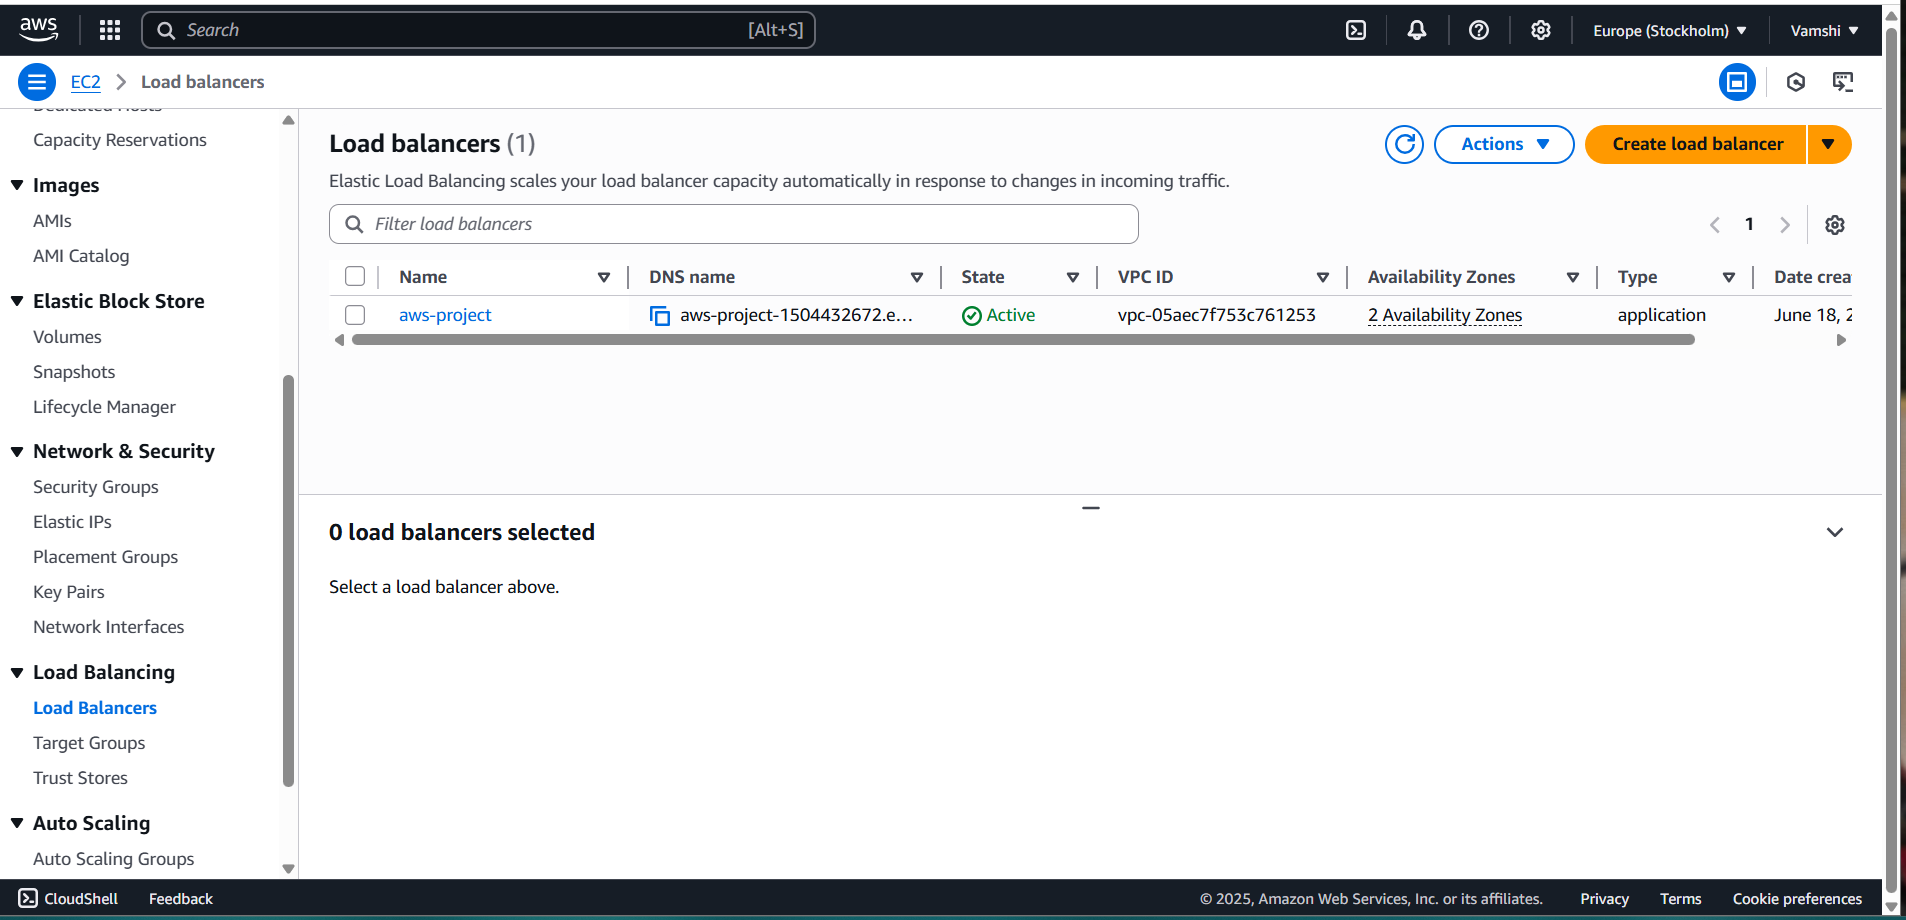 aws
Search [Alt+S]
Europe (Stockholm)
Vamshi
EC2 > Load balancers
Dedicated Hosts
Capacity Reservations
Images
AMIs
AMI Catalog
Elastic Block Store
Volumes
Snapshots
Lifecycle Manager
Network & Security
Security Groups
Elastic IPs
Placement Groups
Key Pairs
Network Interfaces
Load Balancing
Load Balancers
Target Groups
Trust Stores
Auto Scaling
Auto Scaling Groups
Load balancers (1)
Actions
Create load balancer
Elastic Load Balancing scales your load balancer capacity automatically in response to changes in incoming traffic.
Filter load balancers
1
Name DNS name State VPC ID Availability Zones Type Date crea
aws-project aws-project-1504432672.e... Active vpc-05aec7f753c761253 2 Availability Zones application June 18, 2
0 load balancers selected
Select a load balancer above.
CloudShell Feedback © 2025, Amazon Web Services, Inc. or its affiliates. Privacy Terms Cookie preferences